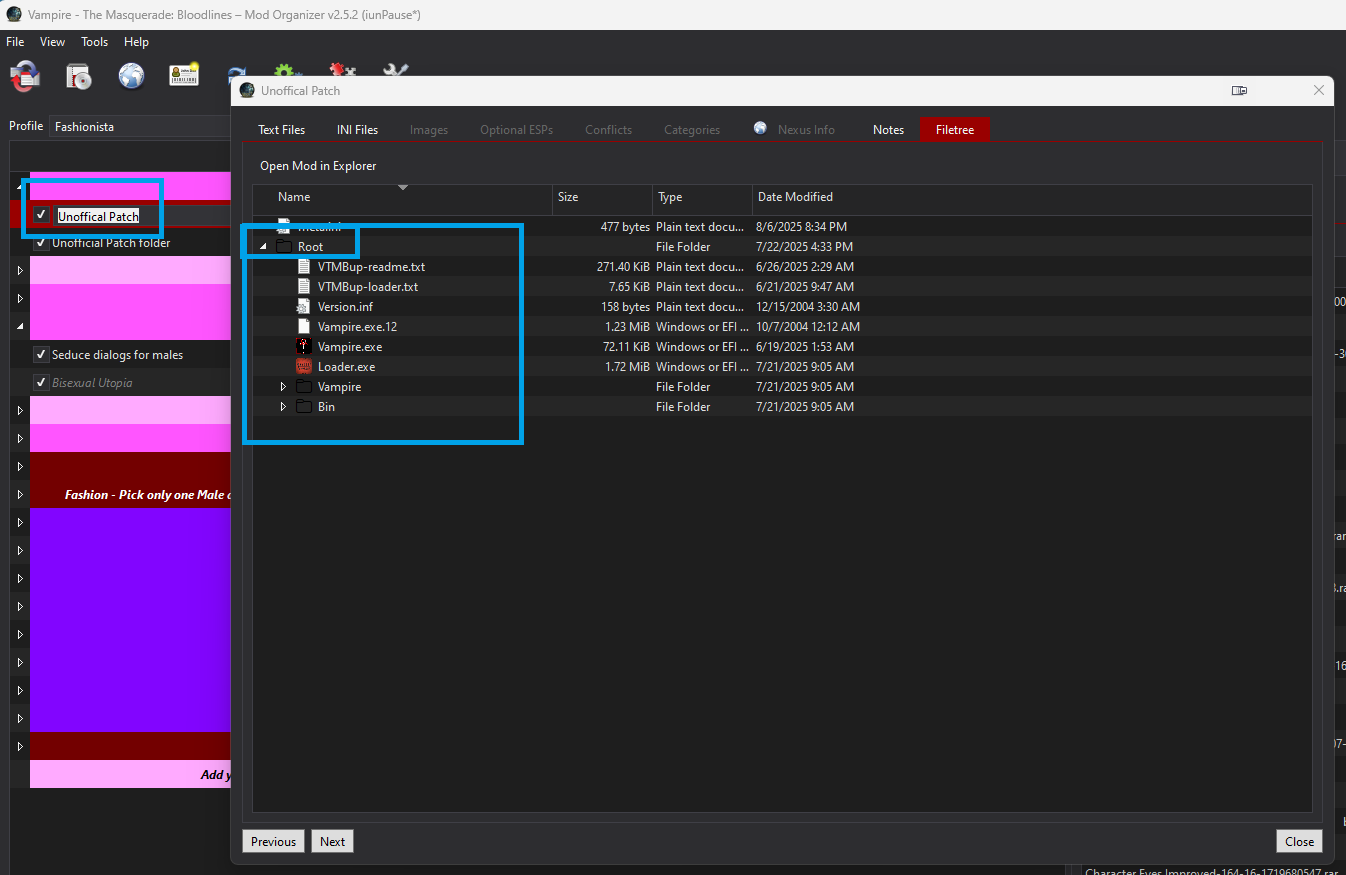 Vampire - The Masquerade: Bloodlines – Mod Organizer v2.5.2 (iunPause*)
File View Tools Help
Unoffical Patch
Profile Fashionista
Text Files INI Files Images Optional ESPs Conflicts Categories Nexus Info Notes Filetree
Open Mod in Explorer
Name Size Type Date Modified
Unoffical Patch
Unofficial Patch folder
meta.ini 477 bytes Plain text docu... 8/6/2025 8:34 PM
Root File Folder 7/22/2025 4:33 PM
VTMBup-readme.txt 271.40 KiB Plain text docu... 6/26/2025 2:29 AM
VTMBup-loader.txt 7.65 KiB Plain text docu... 6/21/2025 9:47 AM
Version.inf 158 bytes Plain text docu... 12/15/2004 3:30 AM
Vampire.exe.12 1.23 MiB Windows or EFI ... 10/7/2004 12:12 AM
Vampire.exe 72.11 KiB Windows or EFI ... 6/19/2025 1:53 AM
Loader.exe 1.72 MiB Windows or EFI ... 7/21/2025 9:05 AM
Vampire File Folder 7/21/2025 9:05 AM
Bin File Folder 7/21/2025 9:05 AM
Seduce dialogs for males
Bisexual Utopia
Fashion - Pick only one Male
Add
Previous Next Close
Character Eyes Improved-164-16-1719680547.rar